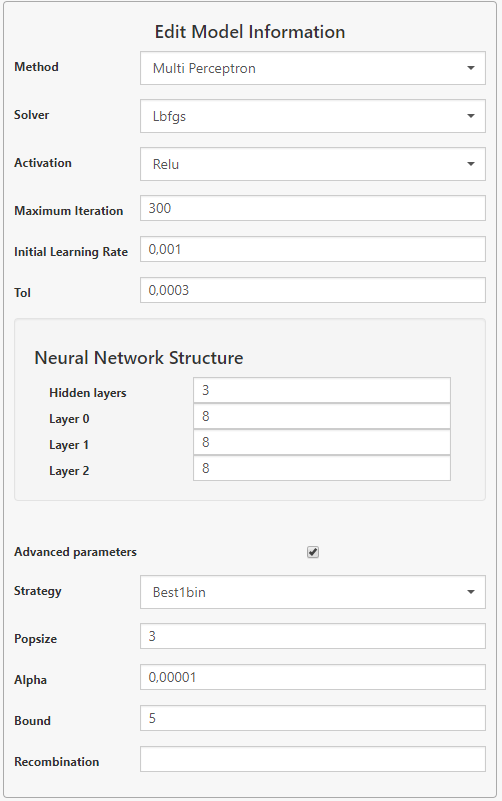 Edit Model Information
Method Multi Perceptron
Solver Lbfgs
Activation Relu
Maximum Iteration 300
Initial Learning Rate 0,001
Tol 0,0003
Neural Network Structure
Hidden layers 3
Layer 0 8
Layer 1 8
Layer 2 8
Advanced parameters
Strategy Best1bin
Popsize 3
Alpha 0,00001
Bound 5
Recombination